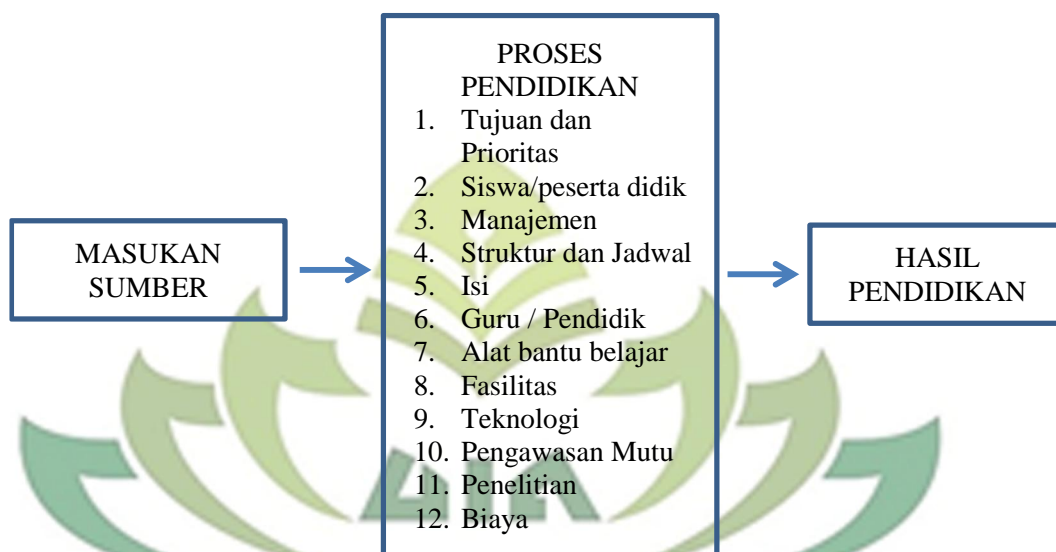 MASUKAN
SUMBER
PROSES
PENDIDIKAN
1. Tujuan dan
Prioritas
2. Siswa/peserta didik
3. Manajemen
4. Struktur dan Jadwal
5. Isi
6. Guru / Pendidik
7. Alat bantu belajar
8. Fasilitas
9. Teknologi
10. Pengawasan Mutu
11. Penelitian
12. Biaya
HASIL
PENDIDIKAN